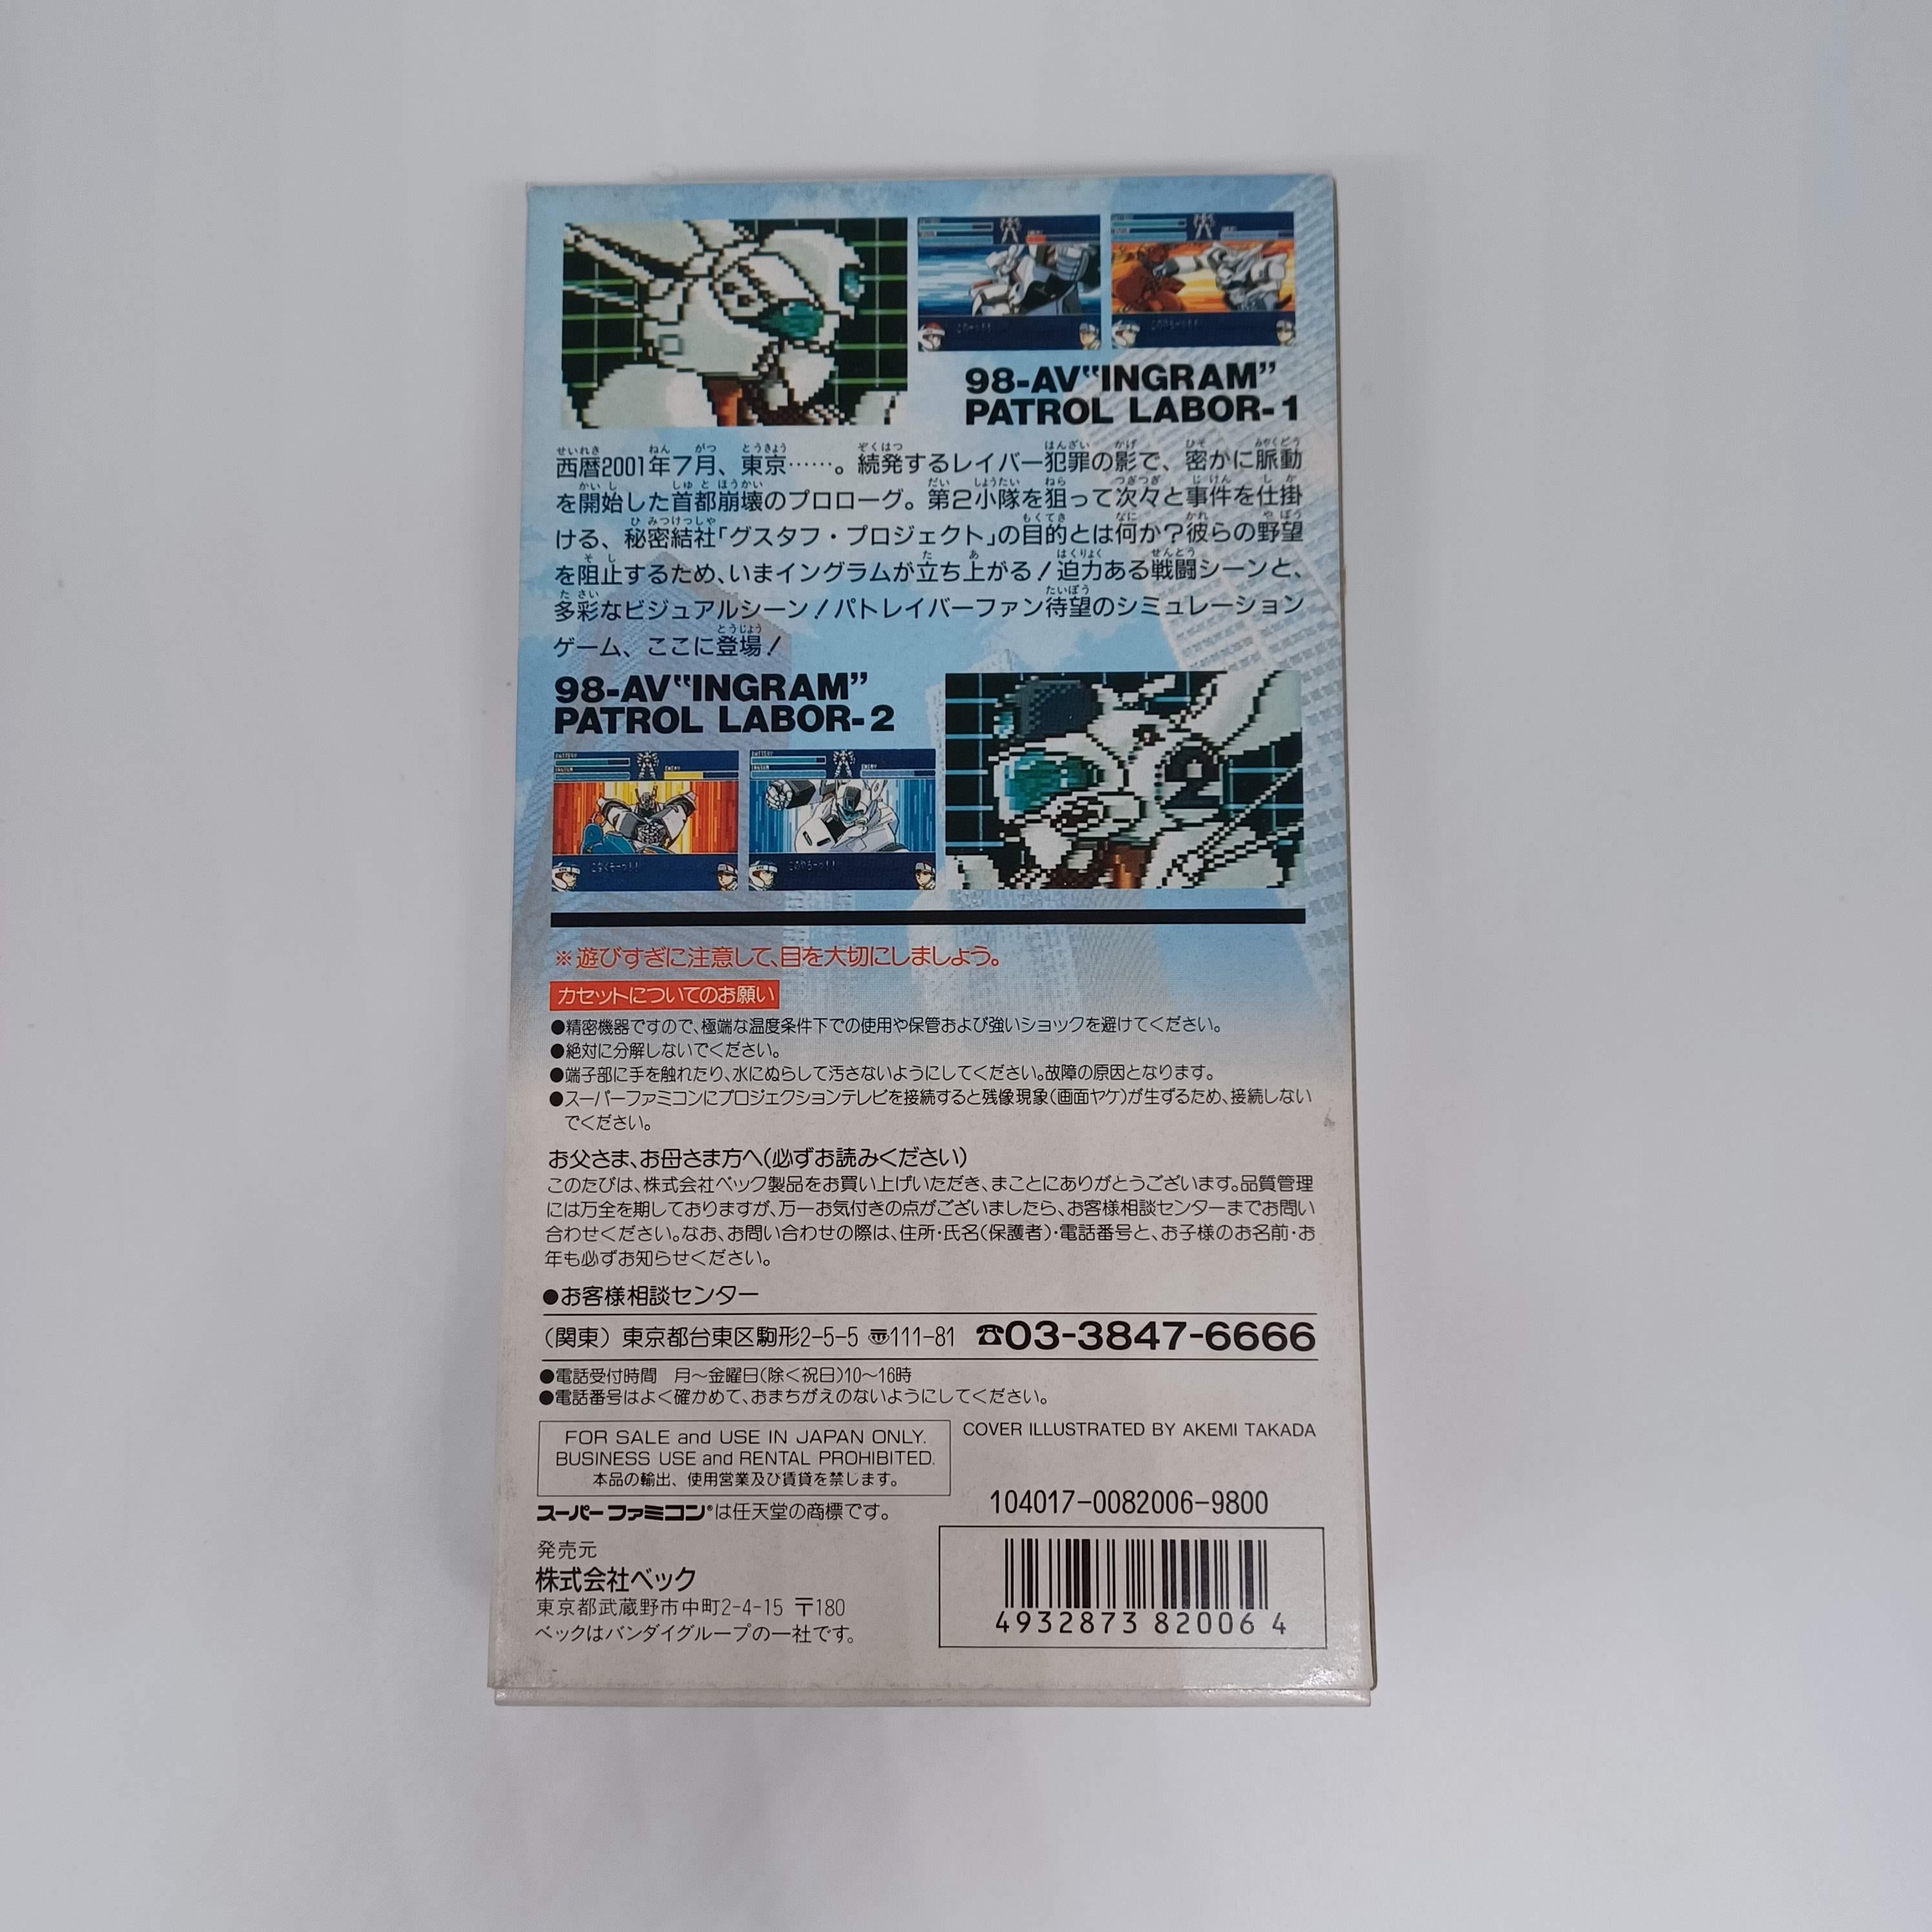 98-AV“INGRAM”
PATROL LABOR-1
西暦2001年7月、東京……。続発するレイバー犯罪の影で、密かに脈動
を開始した首都崩壊のプロローグ。第2小隊を狙って次々と事件を仕掛
ける、秘密結社「グスタフ・プロジェクト」の目的とは何か?彼らの野望
を阻止するため、いまイングラムが立ち上がる!迫力ある戦闘シーンと、
多彩なビジュアルシーン!パトレイバーファン待望のシミュレーション
ゲーム、ここに登場!
98-AV“INGRAM”
PATROL LABOR-2
2
※遊びすぎに注意して、目を大切にしましょう。
カセットについてのお願い
●精密機器ですので、極端な温度条件下での使用や保管および強いショックを避けてください。
●絶対に分解しないでください。
●端子部に手を触れたり、水にぬらして汚さないようにしてください。故障の原因となります。
●スーパーファミコンにプロジェクションテレビを接続すると残像現象(画面ヤケ)が生ずるため、接続しない
でください。
お父さま、お母さま方へ(必ずお読みください)
このたびは、株式会社ベック製品をお買い上げいただき、まことにありがとうございます。品質管理
には万全を期しておりますが、万一お気付きの点がございましたら、お客様相談センターまでお問い
合わせください。なお、お問い合わせの際は、住所・氏名(保護者)・電話番号と、お子様のお名前・お
年も必ずお知らせください。
●お客様相談センター
(関東) 東京都台東区駒形2-5-5 〒111-81 ☎03-3847-6666
●電話受付時間 月〜金曜日(除く祝日)10〜16時
●電話番号はよく確かめて、おまちがえのないようにしてください。
FOR SALE and USE IN JAPAN ONLY.
BUSINESS USE and RENTAL PROHIBITED.
本品の輸出、使用営業及び賃貸を禁じます。
COVER ILLUSTRATED BY AKEMI TAKADA
スーパーファミコン®は任天堂の商標です。
104017-0082006-9800
発売元
株式会社ベック
東京都武蔵野市中町2-4-15 〒180
ベックはバンダイグループの一社です。
4932873 82006 4